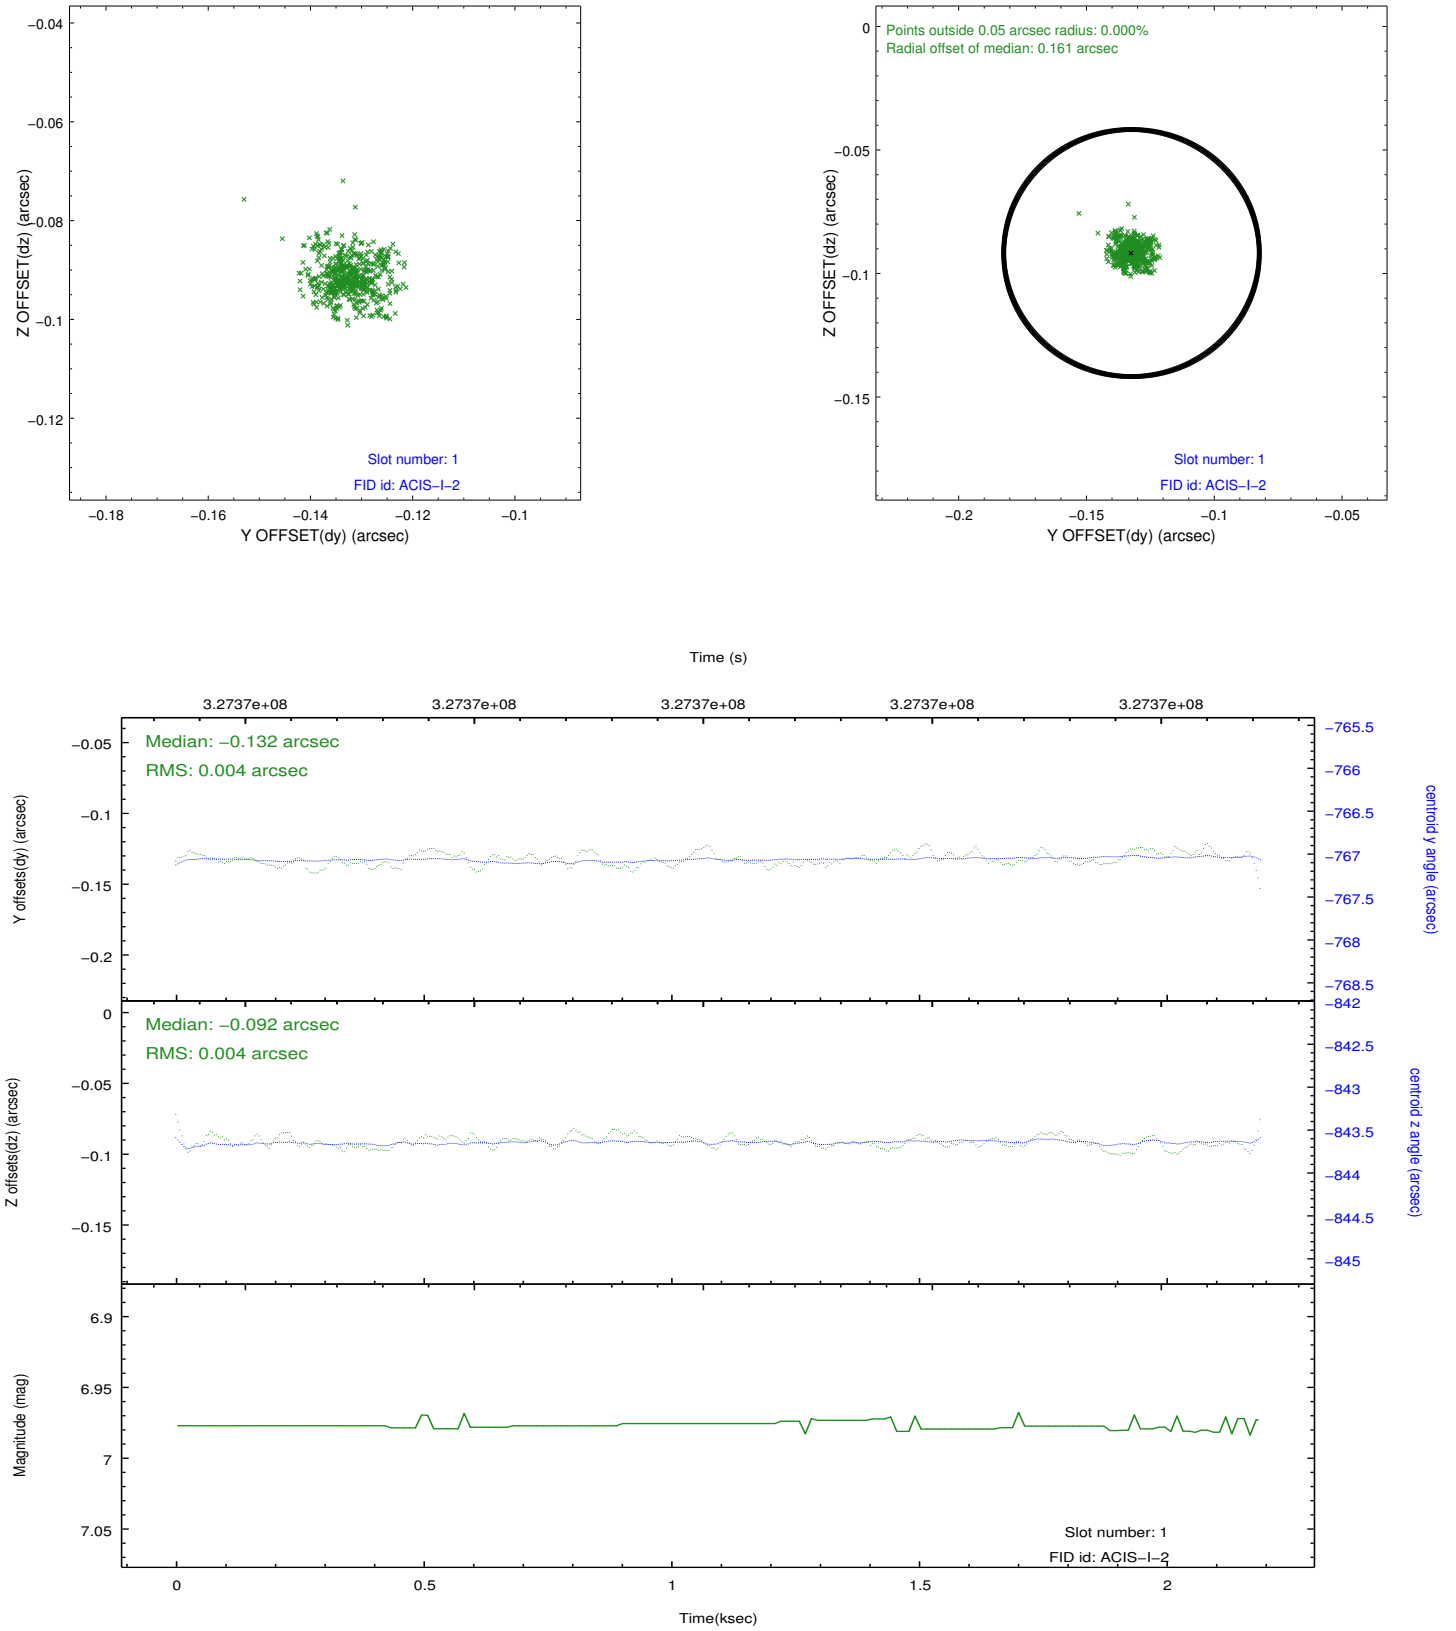 −0.04
−0.06
−0.08
−0.1
−0.12
Z OFFSET(dz) (arcsec)
Slot number: 1
FID id: ACIS−I−2
−0.18 −0.16 −0.14 −0.12 −0.1
Y OFFSET(dy) (arcsec)
Points outside 0.05 arcsec radius: 0.000%
Radial offset of median: 0.161 arcsec
0
−0.05
−0.1
−0.15
Z OFFSET(dz) (arcsec)
Slot number: 1
FID id: ACIS−I−2
−0.2 −0.15 −0.1 −0.05
Y OFFSET(dy) (arcsec)
Time (s)
3.2737e+08 3.2737e+08 3.2737e+08 3.2737e+08 3.2737e+08
Median: −0.132 arcsec
RMS: 0.004 arcsec
−0.05
−0.1
−0.15
−0.2
Y offsets(dy) (arcsec)
−765.5
−766
−766.5
−767
−767.5
−768
−768.5
centroid y angle (arcsec)
Median: −0.092 arcsec
RMS: 0.004 arcsec
0
−0.05
−0.1
−0.15
Z offsets(dz) (arcsec)
−842
−842.5
−843
−843.5
−844
−844.5
−845
centroid z angle (arcsec)
6.9
6.95
7
7.05
Magnitude (mag)
Slot number: 1
FID id: ACIS−I−2
0 0.5 1 1.5 2
Time(ksec)